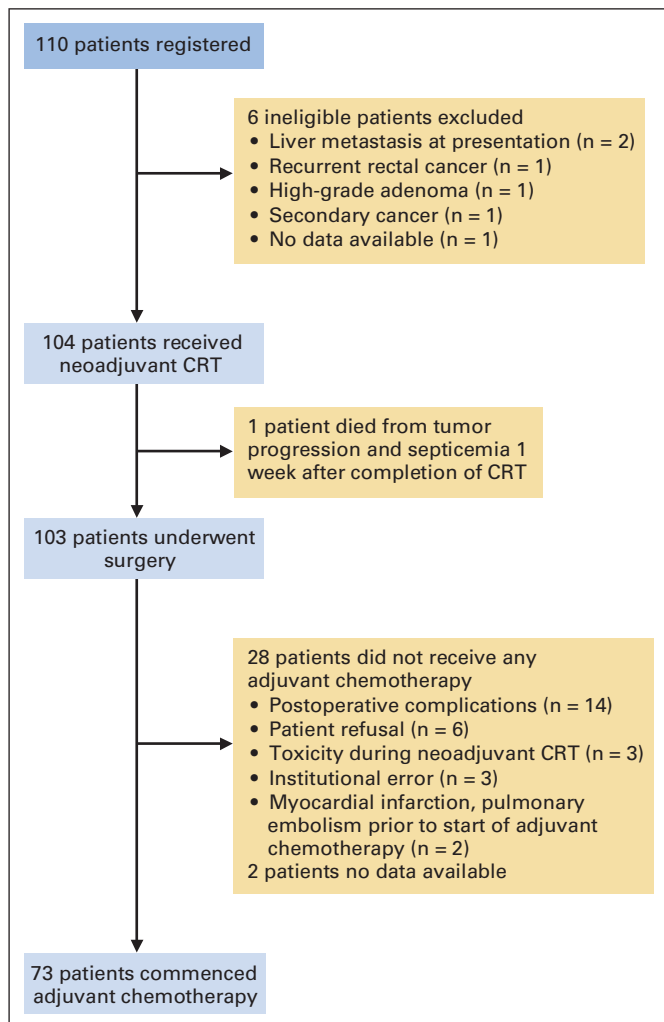 110 patients registered
6 ineligible patients excluded
• Liver metastasis at presentation (n = 2)
• Recurrent rectal cancer (n = 1)
• High-grade adenoma (n = 1)
• Secondary cancer (n = 1)
• No data available (n = 1)
104 patients received
neoadjuvant CRT
1 patient died from tumor
progression and septicemia 1
week after completion of CRT
103 patients underwent
surgery
28 patients did not receive any
adjuvant chemotherapy
• Postoperative complications (n = 14)
• Patient refusal (n = 6)
• Toxicity during neoadjuvant CRT (n = 3)
• Institutional error (n = 3)
• Myocardial infarction, pulmonary
embolism prior to start of adjuvant
chemotherapy (n = 2)
2 patients no data available
73 patients commenced
adjuvant chemotherapy